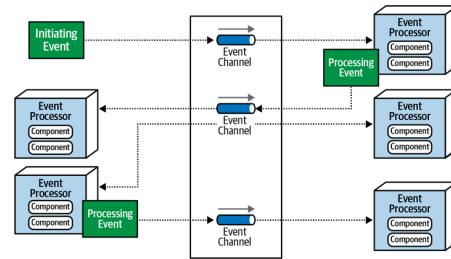 Initiating
Event
Event
Channel
Event
Processor
Component
Component
Processing
Event
Event
Processor
Component
Component
Event
Channel
Event
Processor
Component
Component
Event
Processor
Component
Component
Processing
Event
Event
Channel
Event
Processor
Component
Component